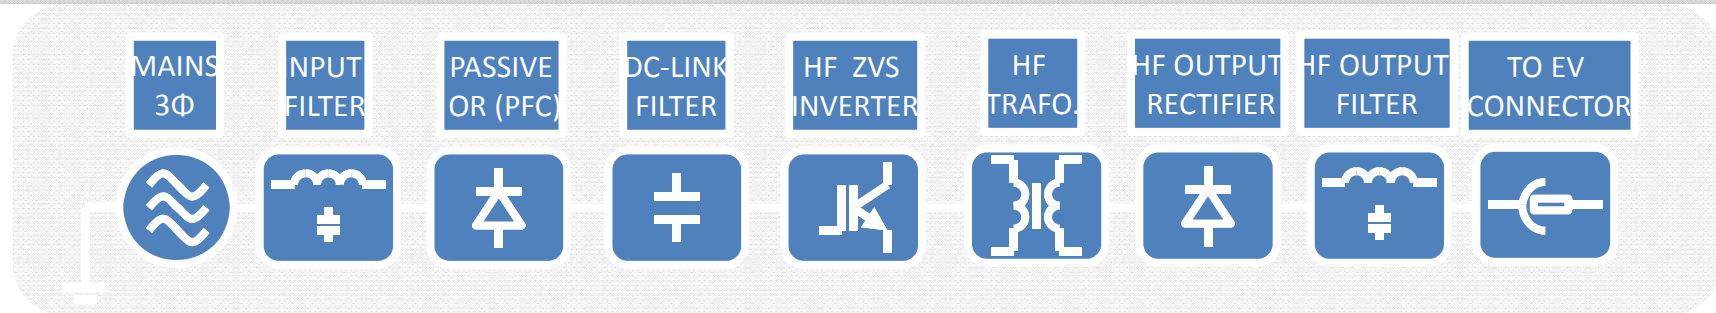 MAINS
3Φ
INPUT
FILTER
PASSIVE
OR (PFC)
DC-LINK
FILTER
HF ZVS
INVERTER
HF
TRAFO.
HF OUTPUT
RECTIFIER
HF OUTPUT
FILTER
TO EV
CONNECTOR